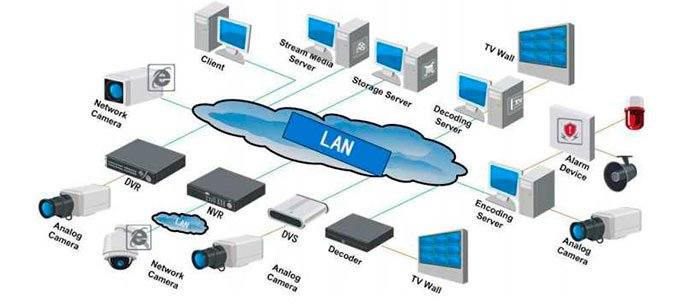 Client
Stream Media
Server
Storage Server
TV Wall
Decoding
Server
TV
Network
Camera
LAN
Alarm
Device
DVR
NVR
Encoding
Server
Analog
Camera
LAN
DVS
Decoder
Analog
Camera
Network
Camera
Analog
Camera
TV Wall